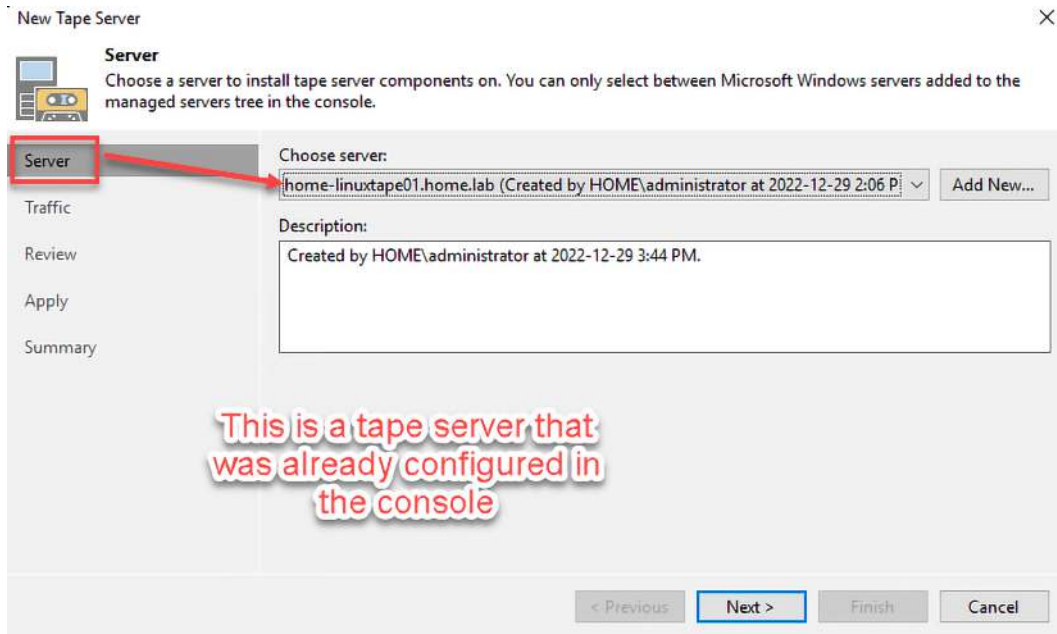 New Tape Server
Server
Choose a server to install tape server components on. You can only select between Microsoft Windows servers added to the
managed servers tree in the console.
Server
Choose server:
home-linuxtape01.home.lab (Created by HOME\administrator at 2022-12-29 2:06 P
Add New...
Traffic
Description:
Created by HOME\administrator at 2022-12-29 3:44 PM.
Review
Apply
Summary
This is a tape server that
was already configured in
the console
< Previous
Next >
Finish
Cancel